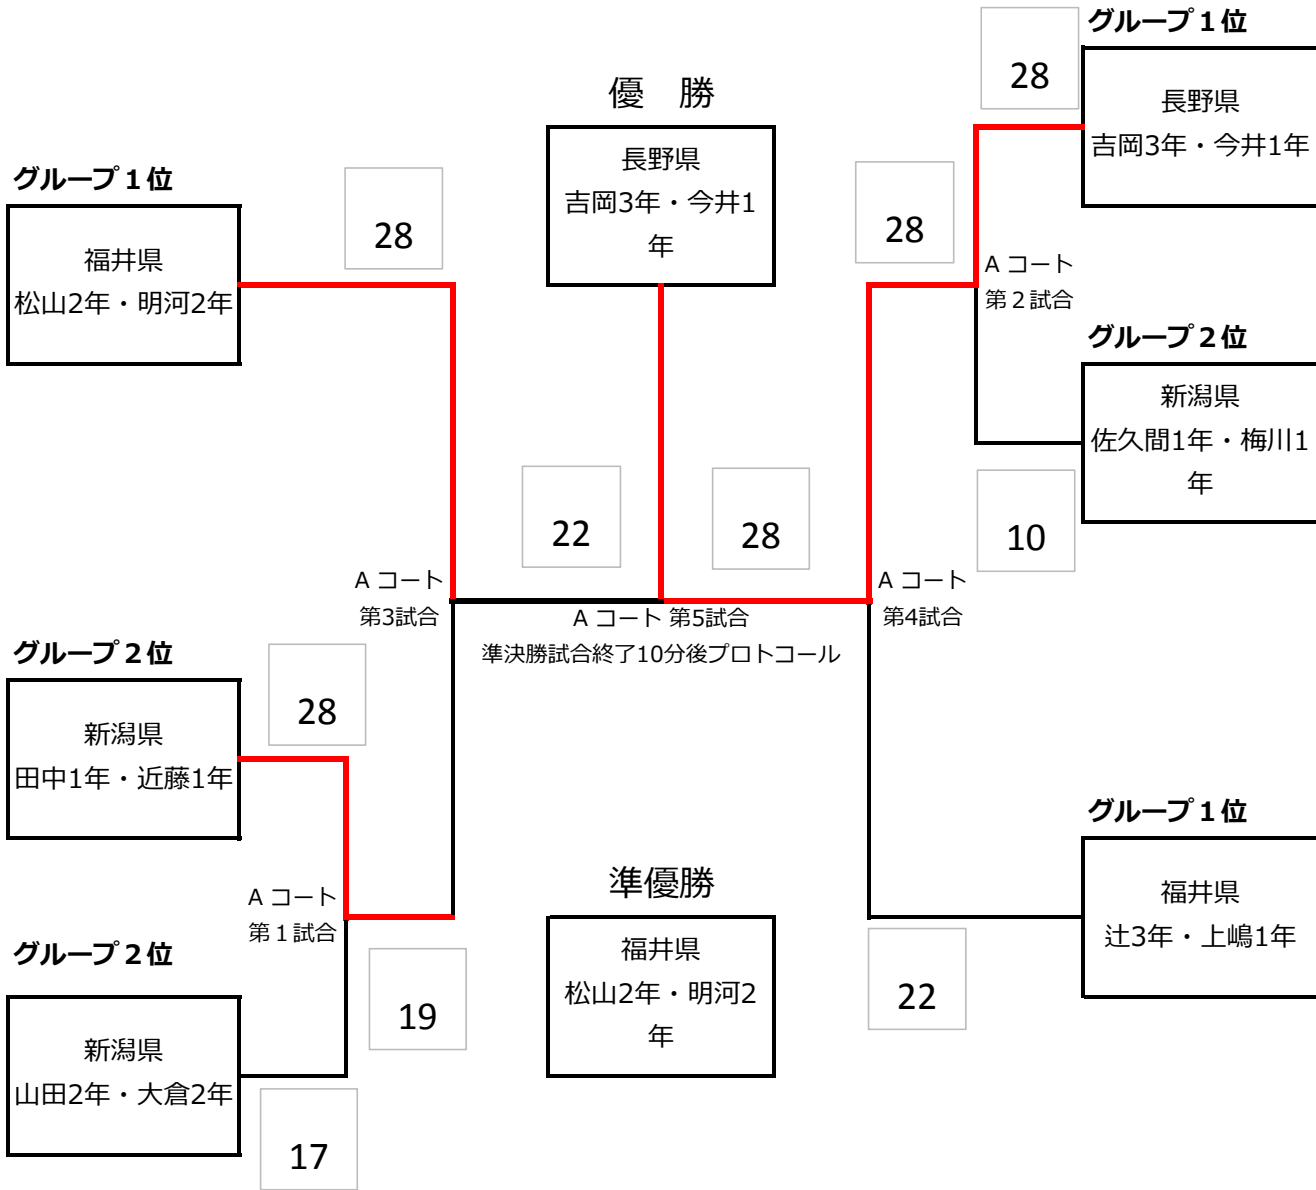 グループ１位
28
長野県
吉岡3年・今井1年
優　勝
長野県
吉岡3年・今井1
年
グループ１位
28
28
福井県
松山2年・明河2年
A コート
第２試合
グループ２位
新潟県
佐久間1年・梅川1
年
22
28
10
A コート
第3試合
A コート
第4試合
A コート 第5試合
準決勝試合終了10分後プロトコール
グループ２位
28
新潟県
田中1年・近藤1年
グループ１位
福井県
辻3年・上嶋1年
準優勝
福井県
松山2年・明河2
年
A コート
第１試合
グループ２位
19
22
新潟県
山田2年・大倉2年
17